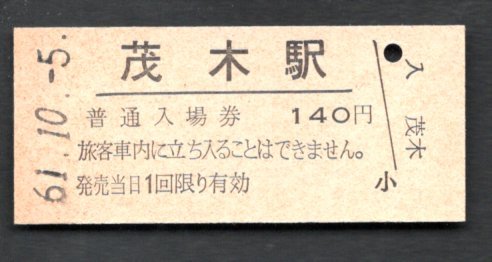 茂木駅
普通入場券 140円
旅客車内に立ち入ることはできません。
発売当日1回限り有効
61.10.-5.
入 茂木
小